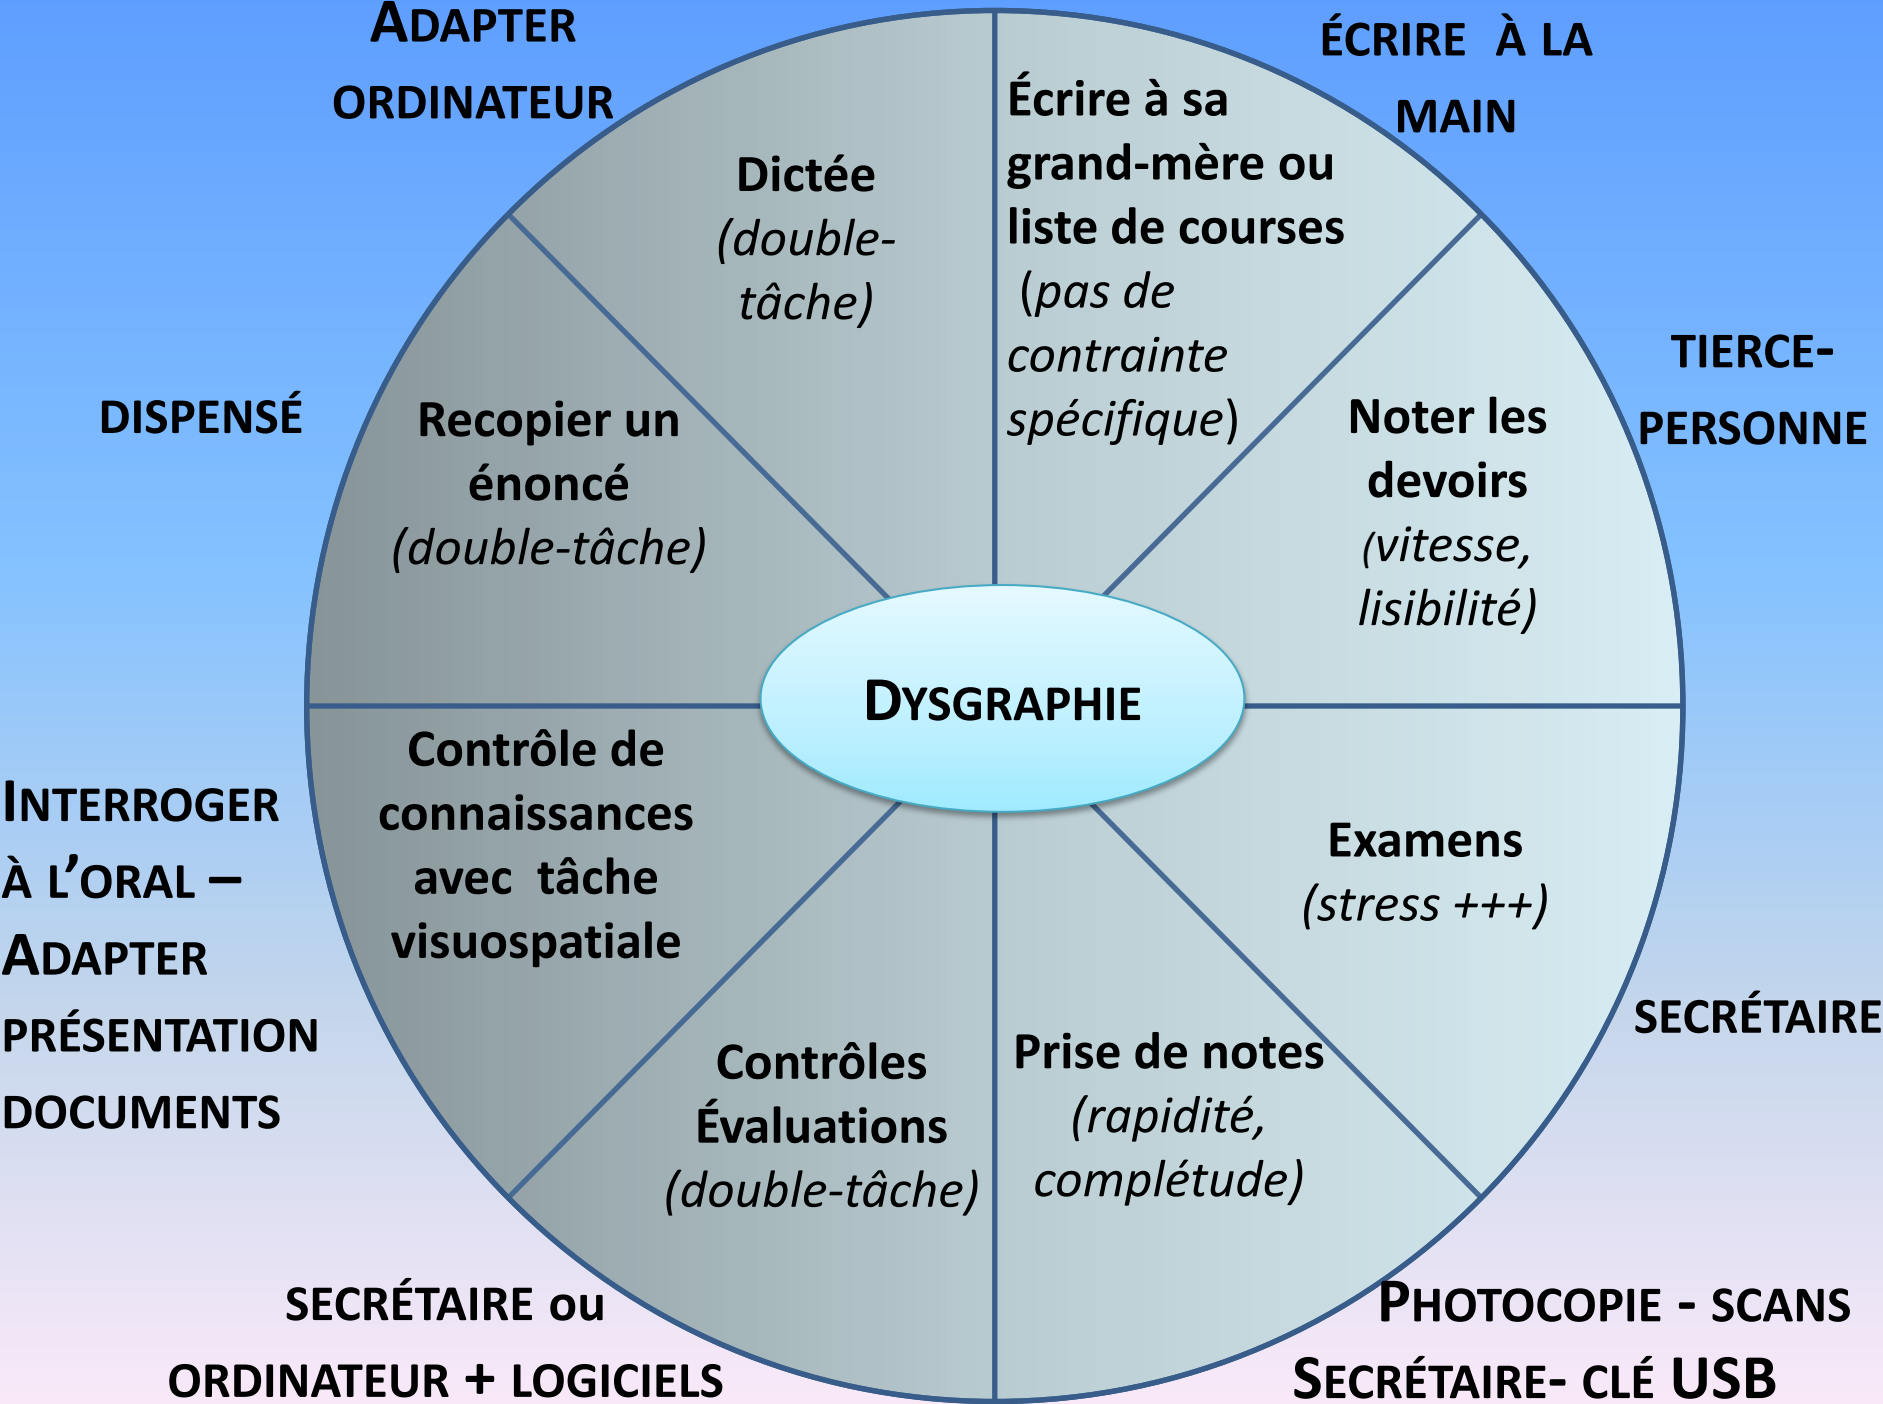 ADAPTER
ORDINATEUR
ÉCRIRE À LA
MAIN
Écrire à sa
grand-mère ou
liste de courses
(pas de
contrainte
spécifique)
Dictée
(double-
tâche)
TIERCE-
PERSONNE
Noter les
devoirs
(vitesse,
lisibilité)
DISPENSÉ
Recopier un
énoncé
(double-tâche)
DYSGRAPHIE
Contrôle de
connaissances
avec tâche
visuospatiale
INTERROGER
À L’ORAL –
ADAPTER
PRÉSENTATION
DOCUMENTS
Examens
(stress +++)
SECRÉTAIRE
Contrôles
Évaluations
(double-tâche)
Prise de notes
(rapidité,
complétude)
SECRÉTAIRE ou
ORDINATEUR + LOGICIELS
PHOTOCOPIE - SCANS
SECRÉTAIRE- CLÉ USB